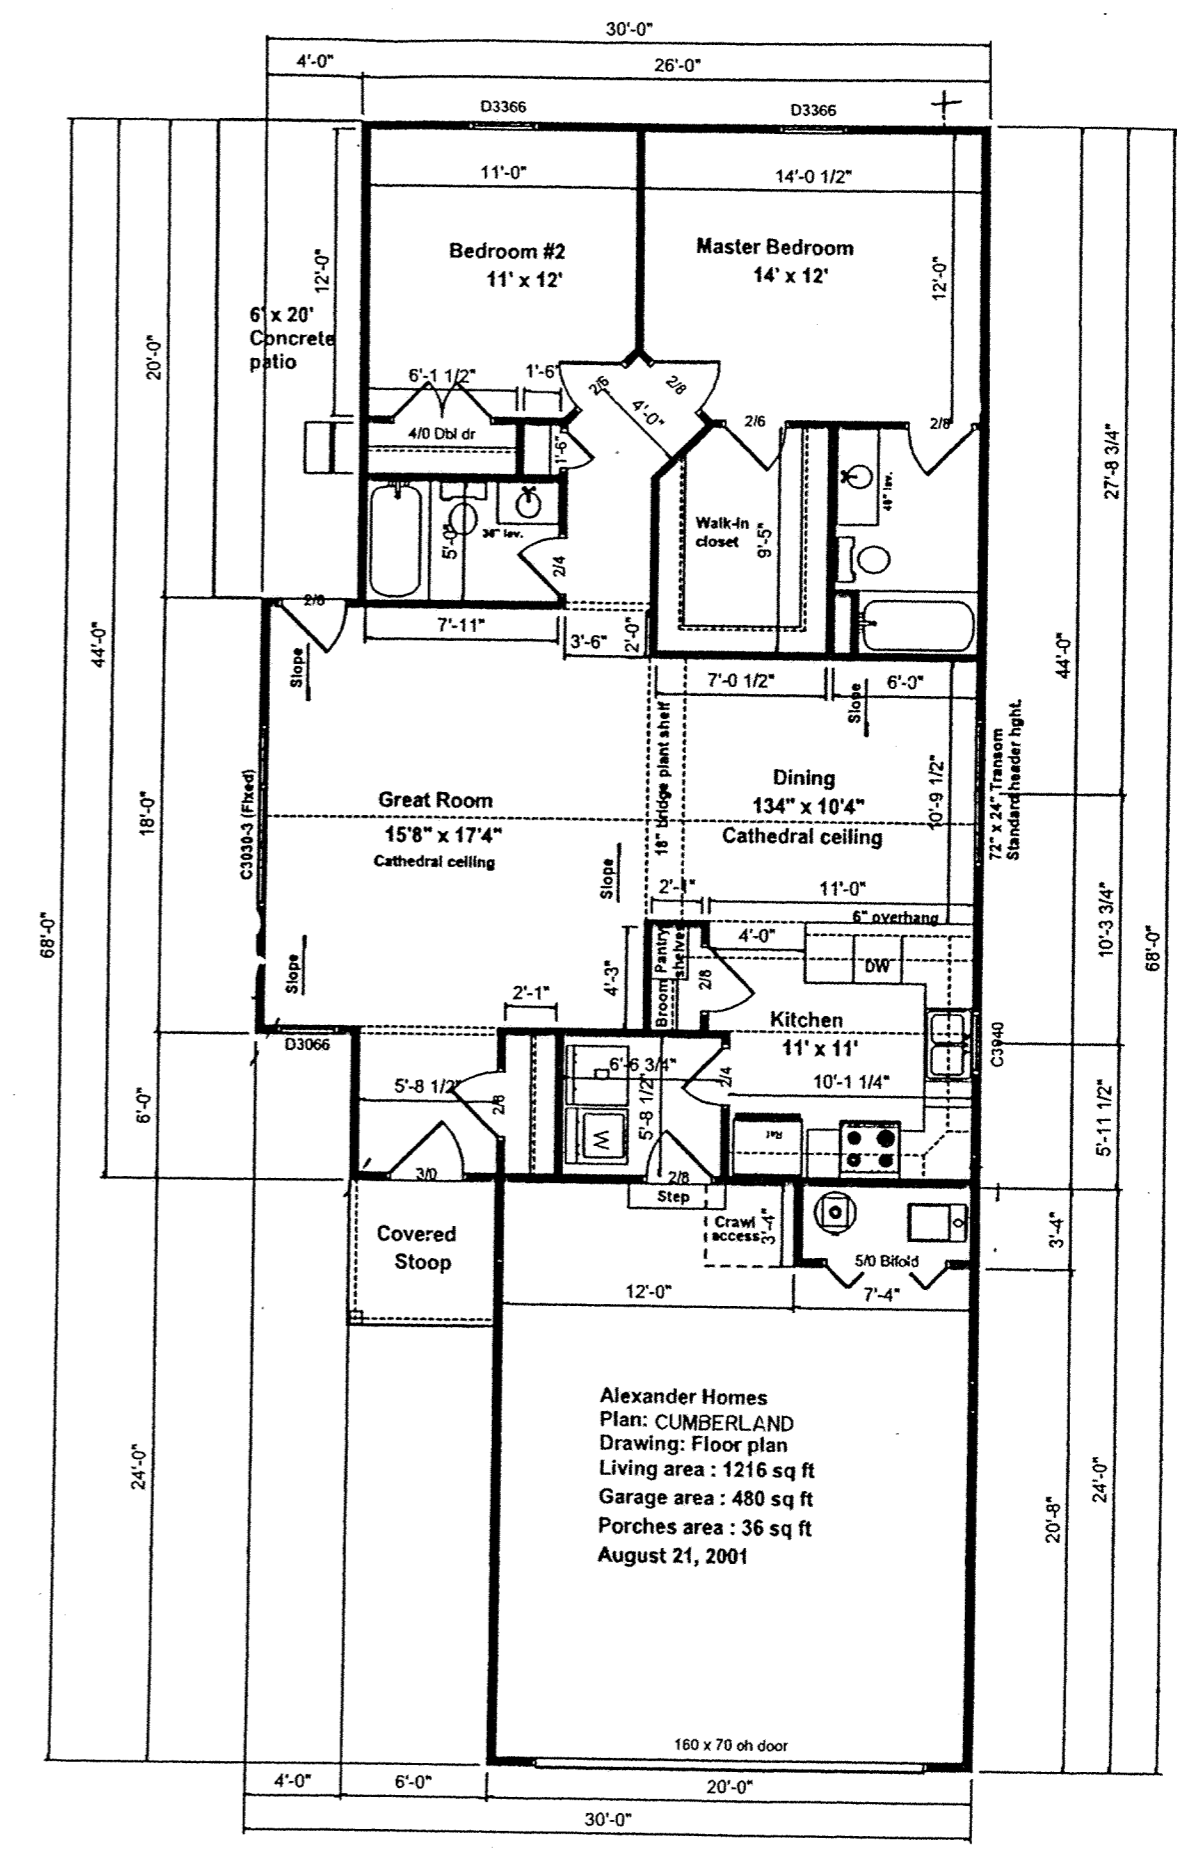 30'-0"
4'-0"
26'-0"
D3366
D3366
11'-0"
14'-0 1/2"
Bedroom #2
11' x 12'
Master Bedroom
14' x 12'
12'-0"
12'-0"
6' x 20'
Concrete
patio
20'-0"
6'-1 1/2"
1'-6"
2/6
2/8
4'-0"
2/6
2/8
4/0 Dbl dr
1'-6"
27'-8 3/4"
5'-0"
36" lav.
48" lav.
Walk-in
closet
9'-5"
2/4
2/8
7'-11"
3'-6"
2'-0"
44'-0"
44'-0"
Slope
7'-0 1/2"
6'-0"
Slope
18" bridge plant shelf
72" x 24" Transom
Standard header hght.
C3030-3 (Fixed)
18'-0"
Great Room
15'8" x 17'4"
Cathedral ceiling
Dining
134" x 10'4"
Cathedral ceiling
10'-9 1/2"
Slope
2'-1"
11'-0"
6" overhang
68'-0"
10'-3 3/4"
68'-0"
Slope
4'-3"
Broom
Pantry
shelves
4'-0"
2/8
DW
2'-1"
Kitchen
11' x 11'
D3066
C3040
6'-6 3/4"
5'-8 1/2"
5'-8 1/2"
2/4
10'-1 1/4"
6'-0"
2/8
W
Ref
5'-11 1/2"
3/0
2/8
Step
Covered
Stoop
Crawl
access
3'-4"
5/0 Bifold
3'-4"
12'-0"
7'-4"
Alexander Homes
Plan: CUMBERLAND
Drawing: Floor plan
Living area : 1216 sq ft
Garage area : 480 sq ft
Porches area : 36 sq ft
August 21, 2001
24'-0"
20'-8"
24'-0"
160 x 70 oh door
4'-0"
6'-0"
20'-0"
30'-0"